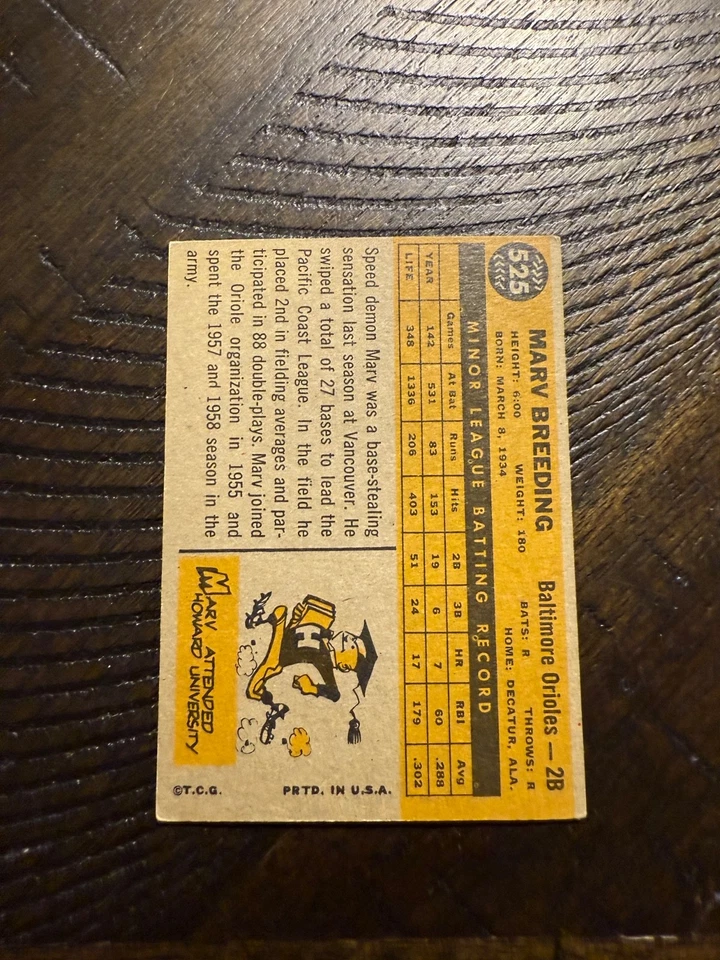 525
MARV BREEDING Baltimore Orioles — 2B
HEIGHT: 6:00 WEIGHT: 180 BATS: R THROWS: R
BORN: MARCH 8, 1934 HOME: DECATUR, ALA.
MINOR LEAGUE BATTING RECORD
Games At Bat Runs Hits 2B 3B HR RBI Avg
YEAR 142 531 83 153 19 6 7 60 .288
LIFE 348 1336 206 403 51 24 17 179 .302
Speed demon Marv was a base-stealing
sensation last season at Vancouver. He
swiped a total of 27 bases to lead the
Pacific Coast League. In the field he
placed 2nd in fielding averages and par-
ticipated in 88 double-plays. Marv joined
the Oriole organization in 1955 and
spent the 1957 and 1958 season in the
army.
H
MARV ATTENDED
HOWARD UNIVERSITY
©T.C.G. PRTD. IN U.S.A.